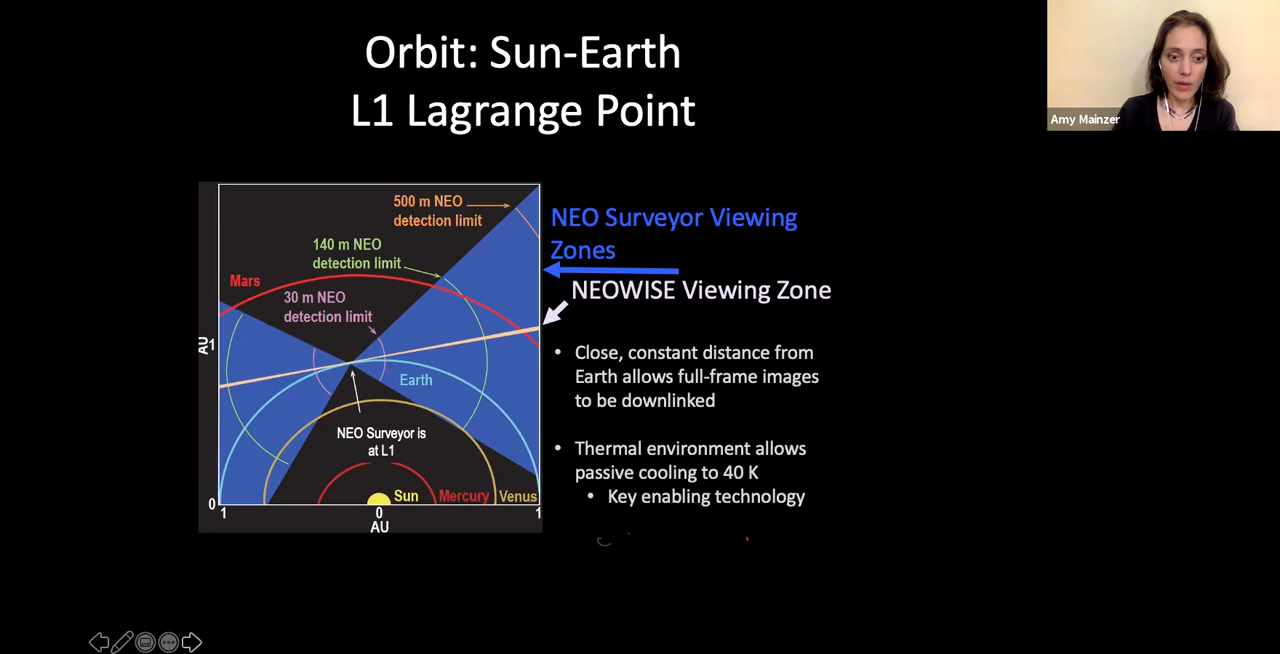 Orbit: Sun-Earth
L1 Lagrange Point
Amy Mainzer
500 m NEO
detection limit
140 m NEO
detection limit
Mars
30 m NEO
detection limit
AU
1
Earth
NEO Surveyor is
at L1
Sun
Mercury
Venus
0
1
0
1
AU
NEO Surveyor Viewing
Zones
NEOWISE Viewing Zone
• Close, constant distance from
Earth allows full-frame images
to be downlinked
• Thermal environment allows
passive cooling to 40 K
• Key enabling technology